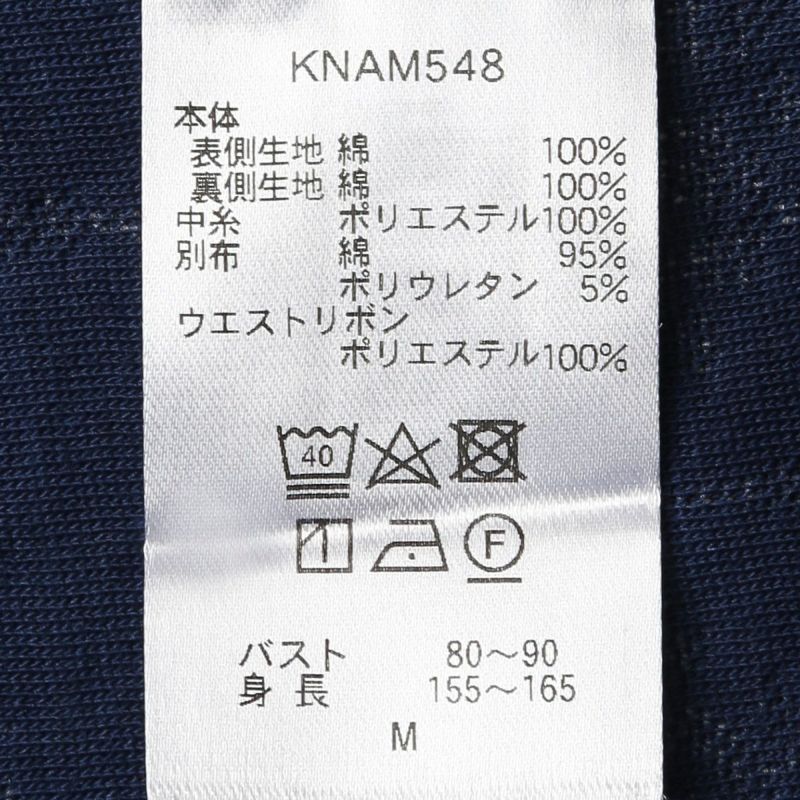 KNAM548
本体
表側生地 綿 100%
裏側生地 綿 100%
中糸 ポリエステル100%
別布 綿 95%
ポリウレタン 5%
ウエストリボン
ポリエステル100%
40
F
バスト 80～90
身長 155～165
M